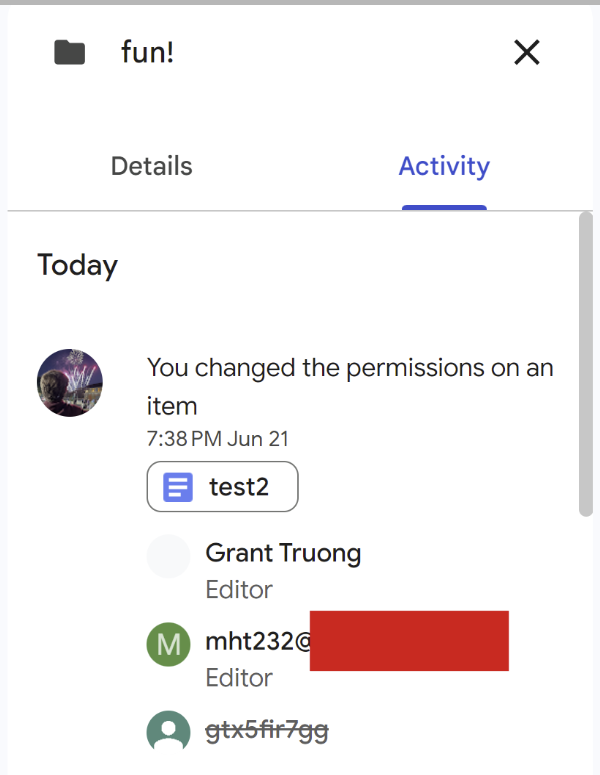 fun!
Details
Activity
Today
You changed the permissions on an
item
7:38 PM Jun 21
test2
Grant Truong
Editor
M
mht232@
Editor
gtx5fir7gg